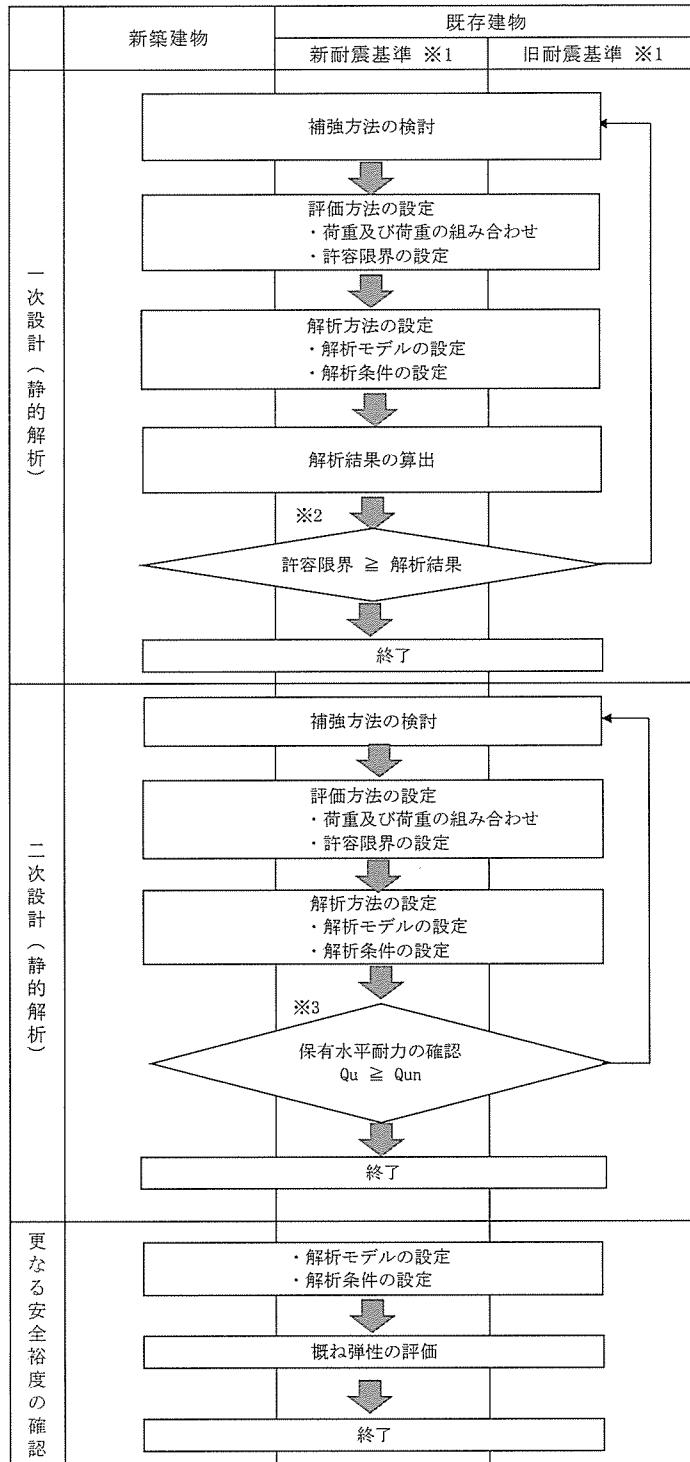 新築建物
既存建物
新耐震基準 ※1
旧耐震基準 ※1
一次設計(静的解析)
補強方法の検討
評価方法の設定
・荷重及び荷重の組み合わせ
・許容限界の設定
解析方法の設定
・解析モデルの設定
・解析条件の設定
解析結果の算出
※2
許容限界 ≧ 解析結果
終了
二次設計(静的解析)
補強方法の検討
評価方法の設定
・荷重及び荷重の組み合わせ
・許容限界の設定
解析方法の設定
・解析モデルの設定
・解析条件の設定
※3
保有水平耐力の確認
Qu ≧ Qun
終了
更なる安全裕度の確認
・解析モデルの設定
・解析条件の設定
概ね弾性の評価
終了